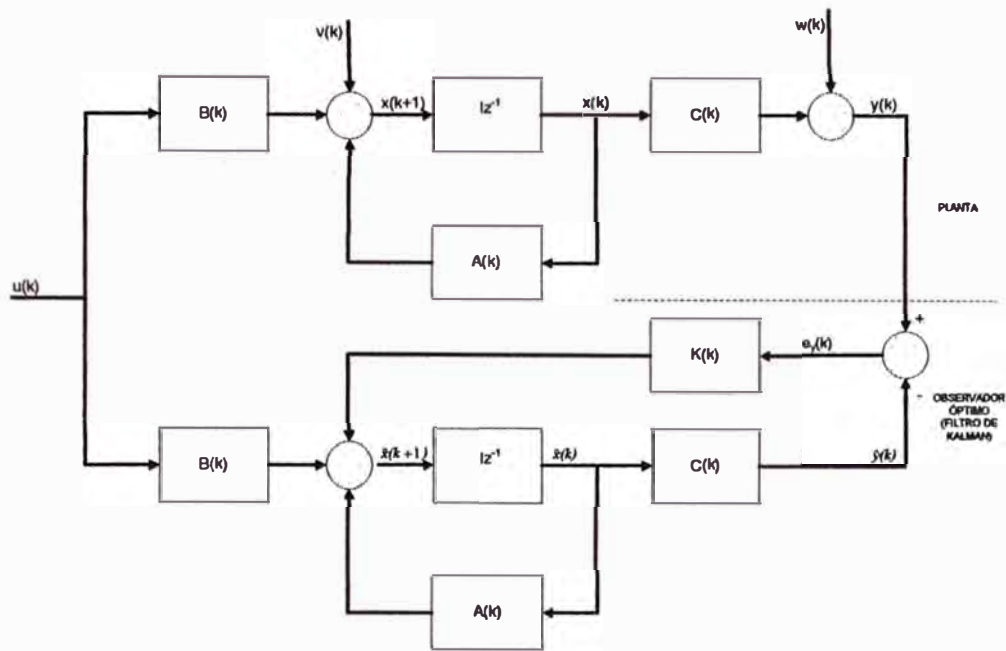 v(k)
w(k)
B(k)
x(k+1)
Iz⁻¹
x(k)
C(k)
y(k)
PLANTA
A(k)
u(k)
+
K(k)
eᵧ(k)
-
OBSERVADOR
ÓPTIMO
(FILTRO DE
KALMAN)
B(k)
x̂(k+1)
Iz⁻¹
x̂(k)
C(k)
ŷ(k)
A(k)